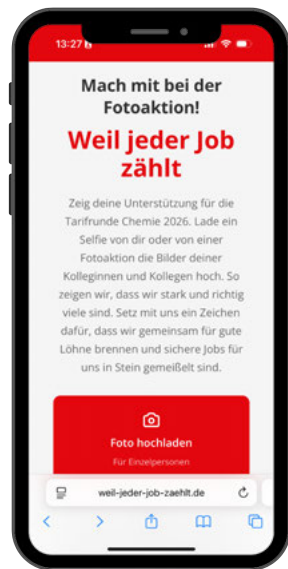 13:27
Mach mit bei der
Fotoaktion!
Weil jeder Job
zählt
Zeig deine Unterstützung für die
Tarifrunde Chemie 2026. Lade ein
Selfie von dir oder von einer
Fotoaktion die Bilder deiner
Kolleginnen und Kollegen hoch. So
zeigen wir, dass wir stark und richtig
viele sind. Setz mit uns ein Zeichen
dafür, dass wir gemeinsam für gute
Löhne brennen und sichere Jobs für
uns in Stein gemeißelt sind.
Foto hochladen
Für Einzelpersonen
weil-jeder-job-zaehlt.de